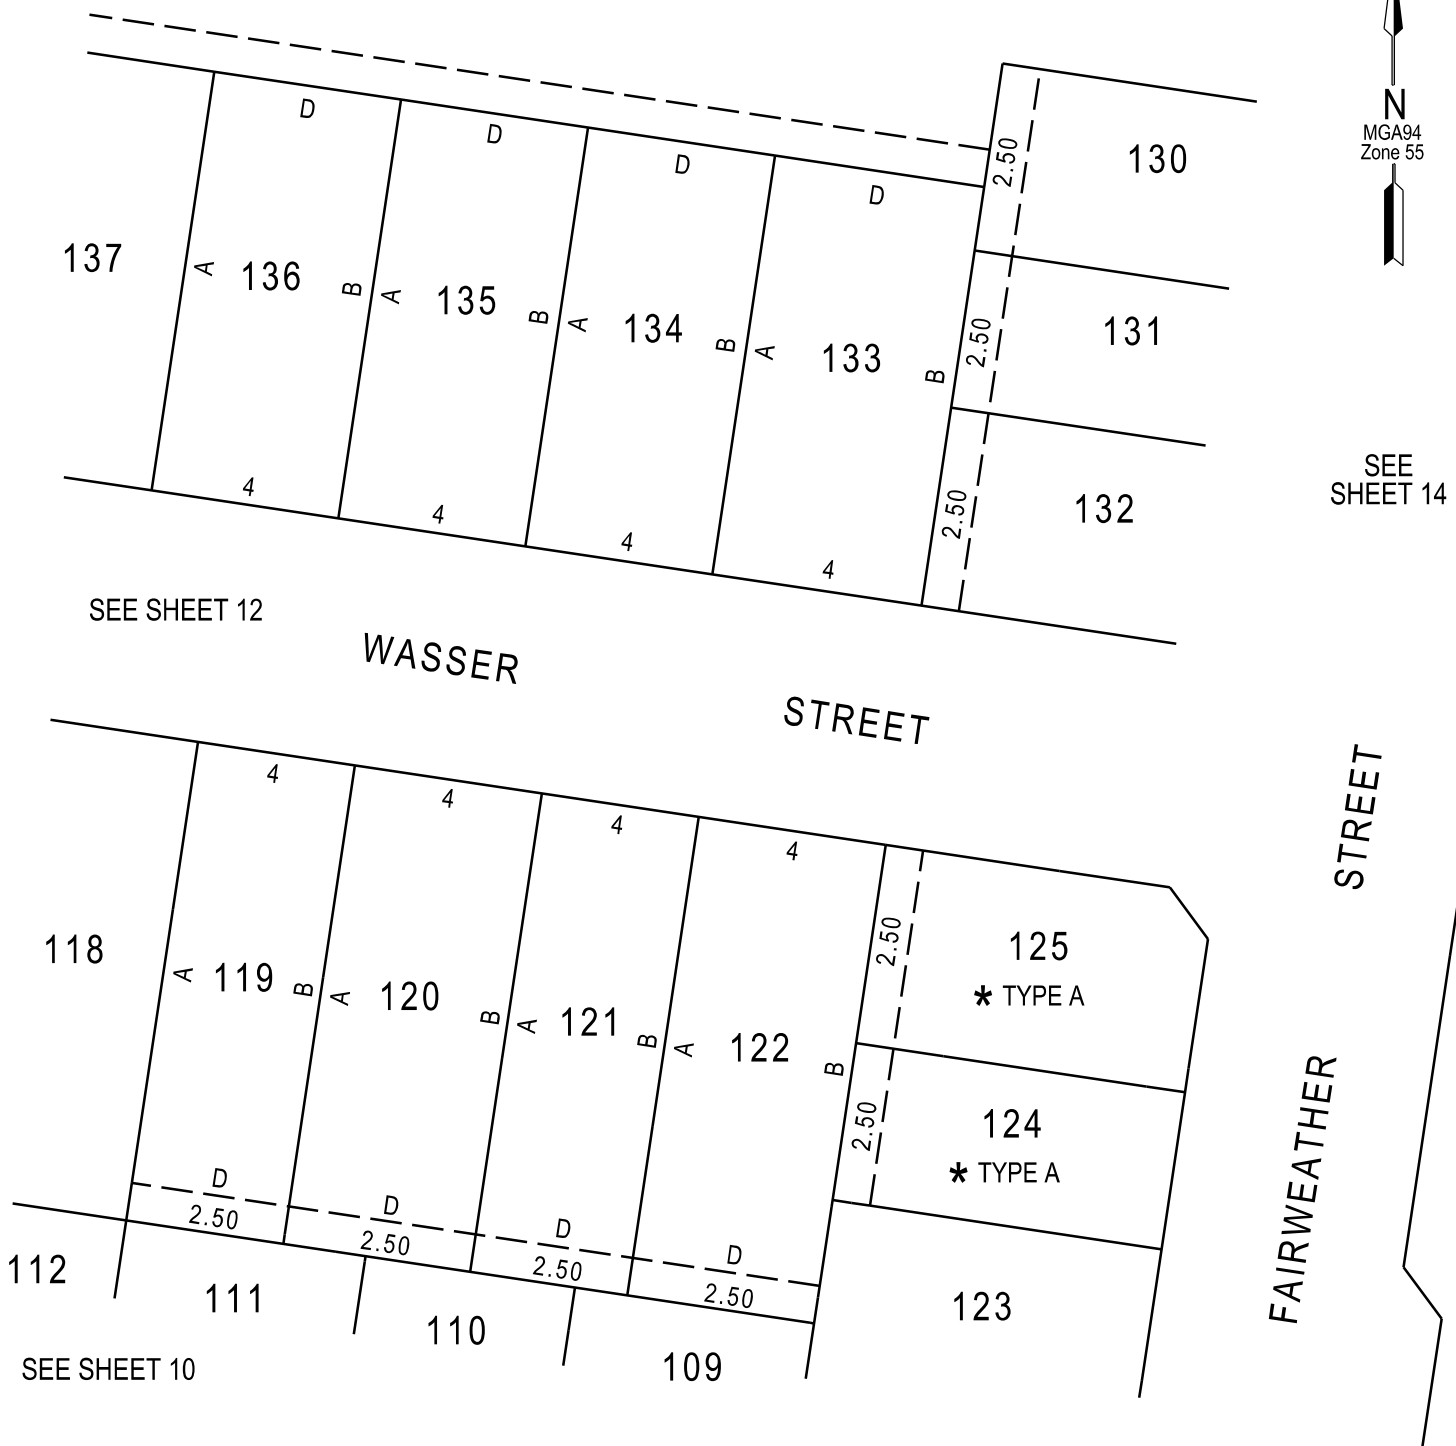 N
MGA94
Zone 55
D
D
D
D
2.50
130
137
A
136
B
A
135
B
A
134
B
A
133
B
2.50
131
2.50
132
SEE
SHEET 14
4
4
4
4
SEE SHEET 12
WASSER
STREET
STREET
FAIRWEATHER
4
4
4
4
118
A
119
B
A
120
B
A
121
B
A
122
B
2.50
125
* TYPE A
2.50
124
* TYPE A
D
2.50
D
2.50
D
2.50
D
2.50
112
111
110
109
123
SEE SHEET 10